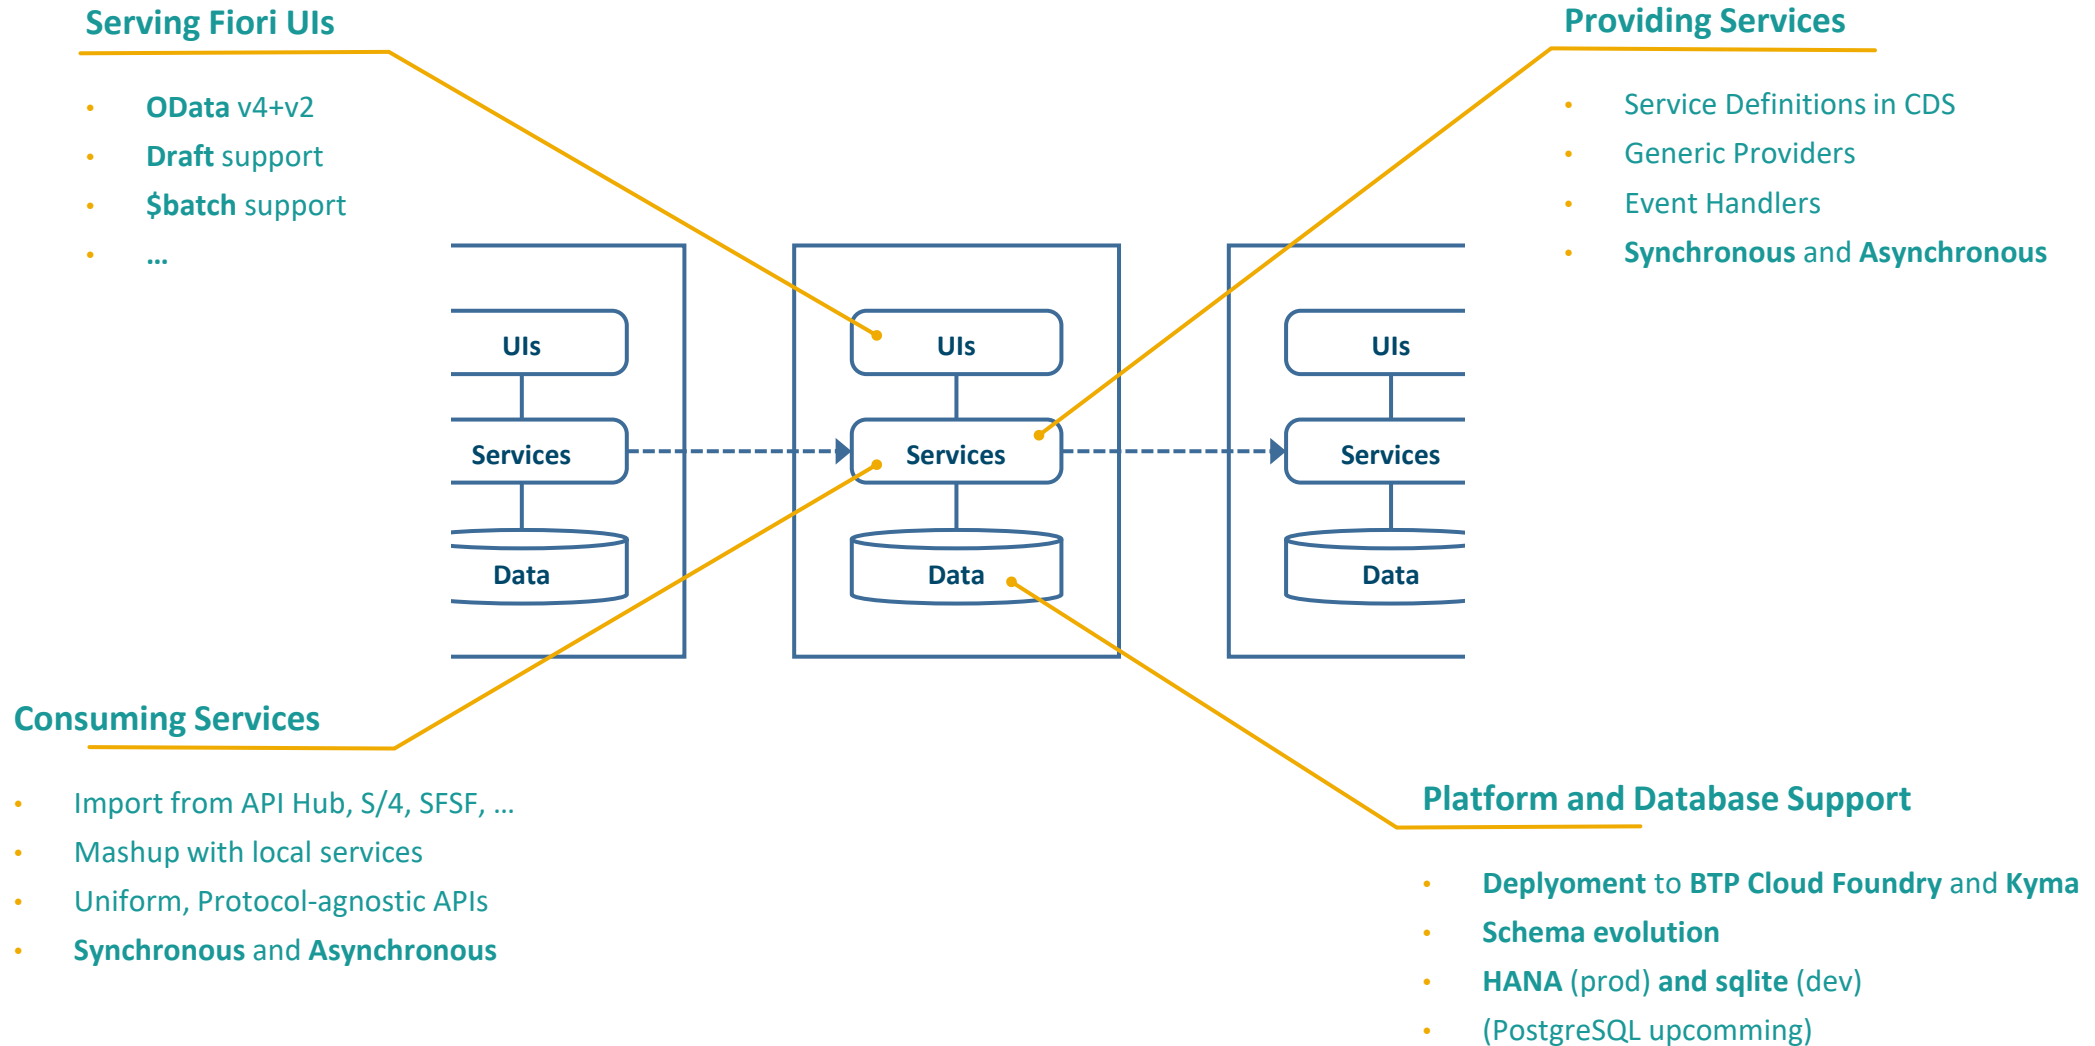 Serving Fiori UIs
• OData v4+v2
• Draft support
• $batch support
• ...
Providing Services
• Service Definitions in CDS
• Generic Providers
• Event Handlers
• Synchronous and Asynchronous
UIs
Services
Data
UIs
Services
Data
UIs
Services
Data
Consuming Services
• Import from API Hub, S/4, SFSF, ...
• Mashup with local services
• Uniform, Protocol-agnostic APIs
• Synchronous and Asynchronous
Platform and Database Support
• Deplyoment to BTP Cloud Foundry and Kyma
• Schema evolution
• HANA (prod) and sqlite (dev)
• (PostgreSQL upcomming)